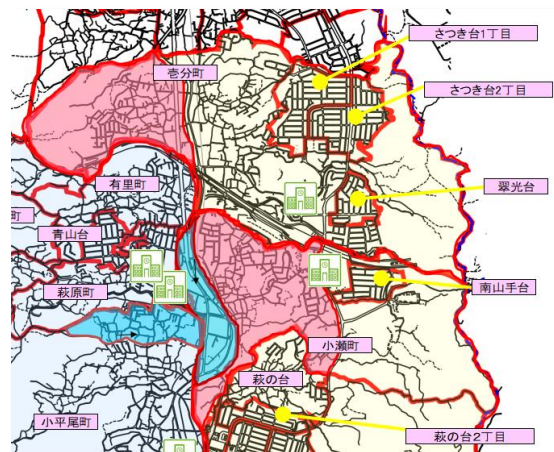 さつき台1丁目
壱分町
さつき台2丁目
有里町
翠光台
町
青山台
萩原町
南山手台
小瀬町
萩の台
小平尾町
萩の台2丁目